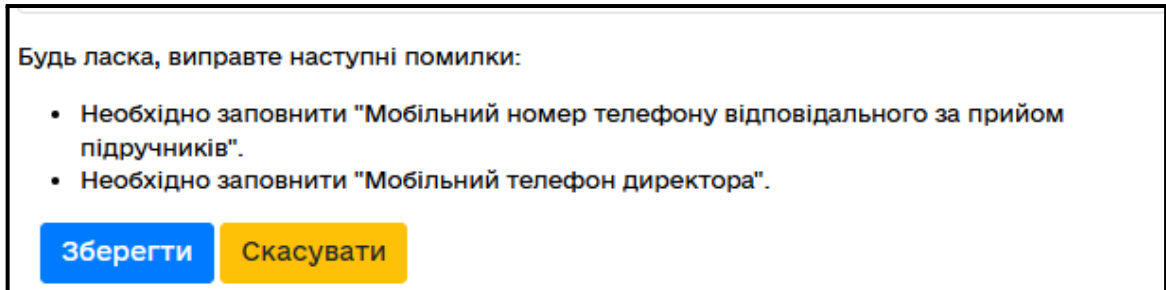 Будь ласка, виправте наступні помилки:
• Необхідно заповнити "Мобільний номер телефону відповідального за прийом
підручників".
• Необхідно заповнити "Мобільний телефон директора".
Зберегти Скасувати